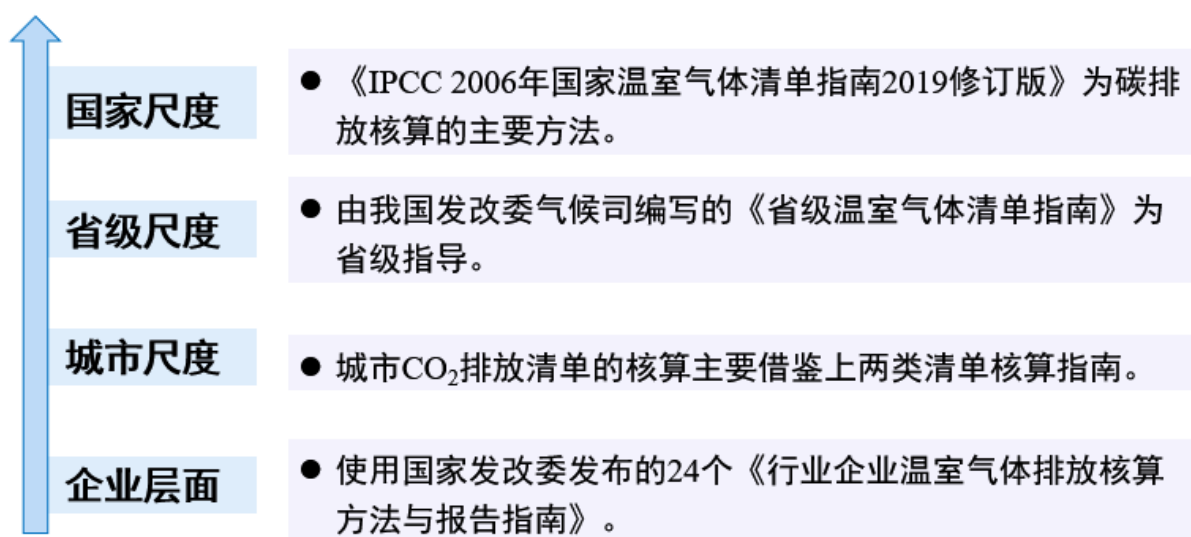 国家尺度
● 《IPCC 2006年国家温室气体清单指南2019修订版》为碳排
放核算的主要方法。
省级尺度
● 由我国发改委气候司编写的《省级温室气体清单指南》为
省级指导。
城市尺度
● 城市CO₂排放清单的核算主要借鉴上两类清单核算指南。
企业层面
● 使用国家发改委发布的24个《行业企业温室气体排放核算
方法与报告指南》。